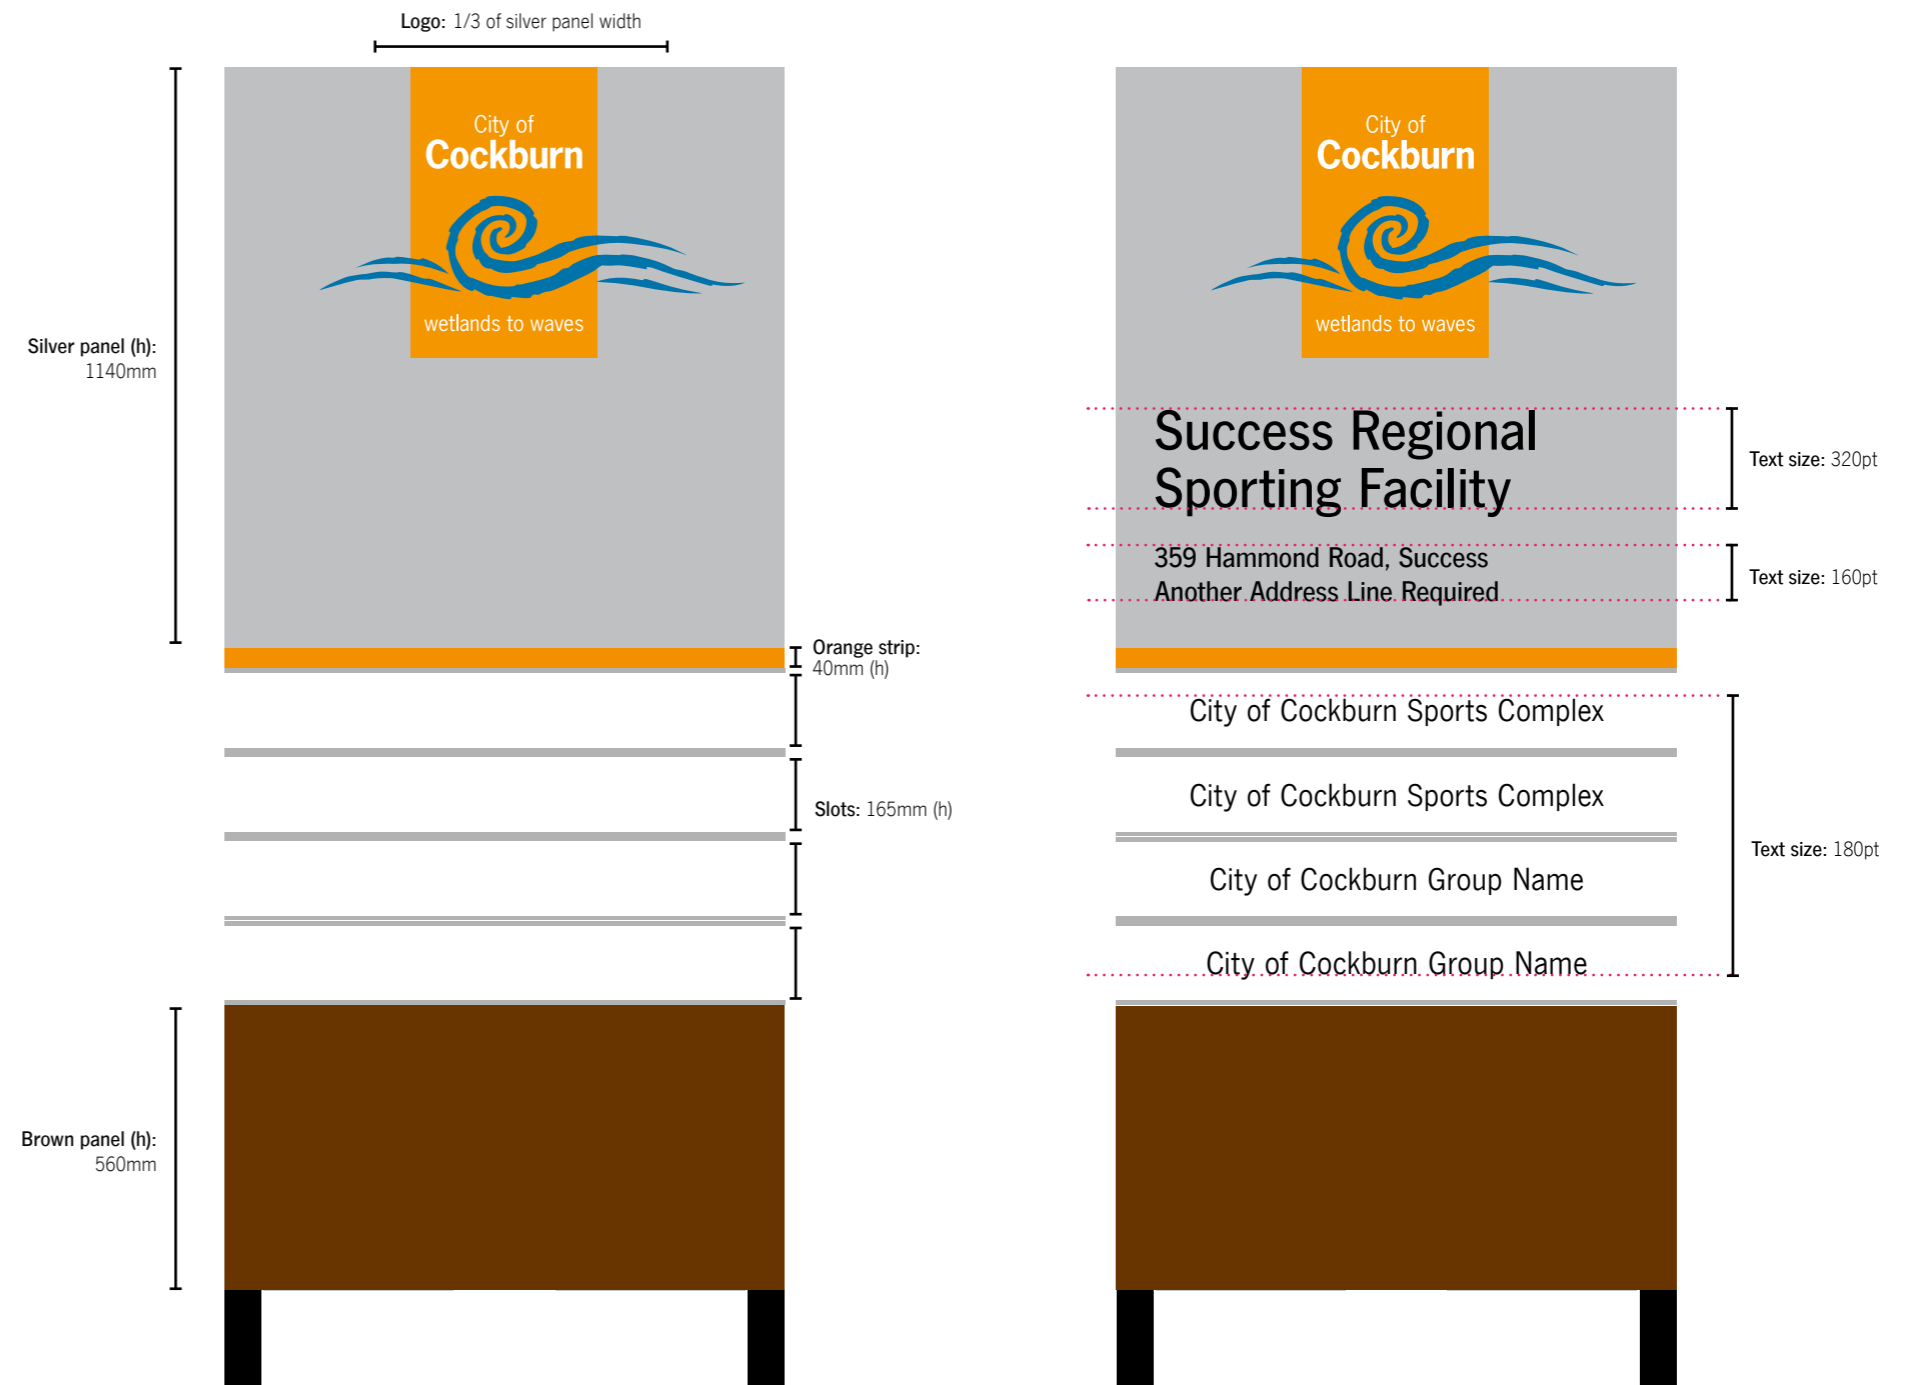 Logo: 1/3 of silver panel width
City of
Cockburn
wetlands to waves
Silver panel (h):
1140mm
Orange strip:
40mm (h)
Slots: 165mm (h)
Brown panel (h):
560mm
City of
Cockburn
wetlands to waves
Success Regional
Sporting Facility
Text size: 320pt
359 Hammond Road, Success
Another Address Line Required
Text size: 160pt
City of Cockburn Sports Complex
City of Cockburn Sports Complex
City of Cockburn Group Name
City of Cockburn Group Name
Text size: 180pt